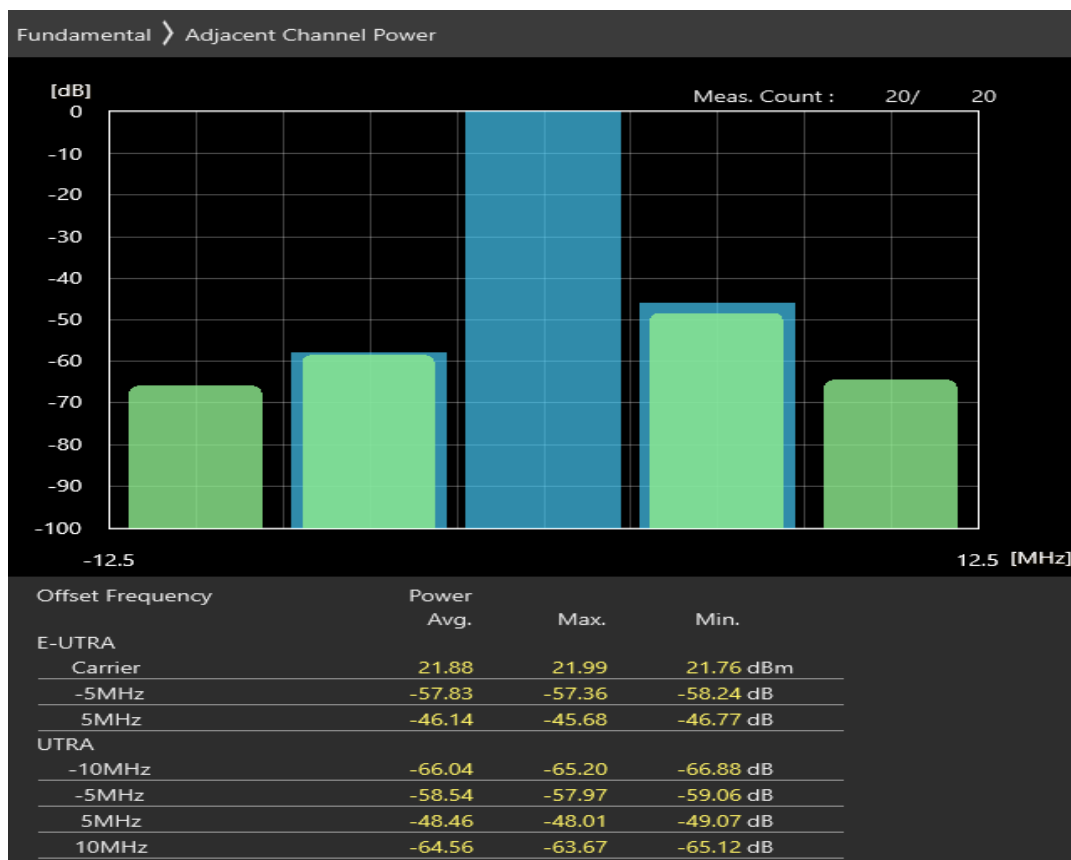 Fundamental 〉 Adjacent Channel Power
[dB]
Meas. Count : 20/ 20
0
-10
-20
-30
-40
-50
-60
-70
-80
-90
-100
-12.5 12.5 [MHz]
Offset Frequency Power
Avg. Max. Min.
E-UTRA
Carrier 21.88 21.99 21.76 dBm
-5MHz -57.83 -57.36 -58.24 dB
5MHz -46.14 -45.68 -46.77 dB
UTRA
-10MHz -66.04 -65.20 -66.88 dB
-5MHz -58.54 -57.97 -59.06 dB
5MHz -48.46 -48.01 -49.07 dB
10MHz -64.56 -63.67 -65.12 dB